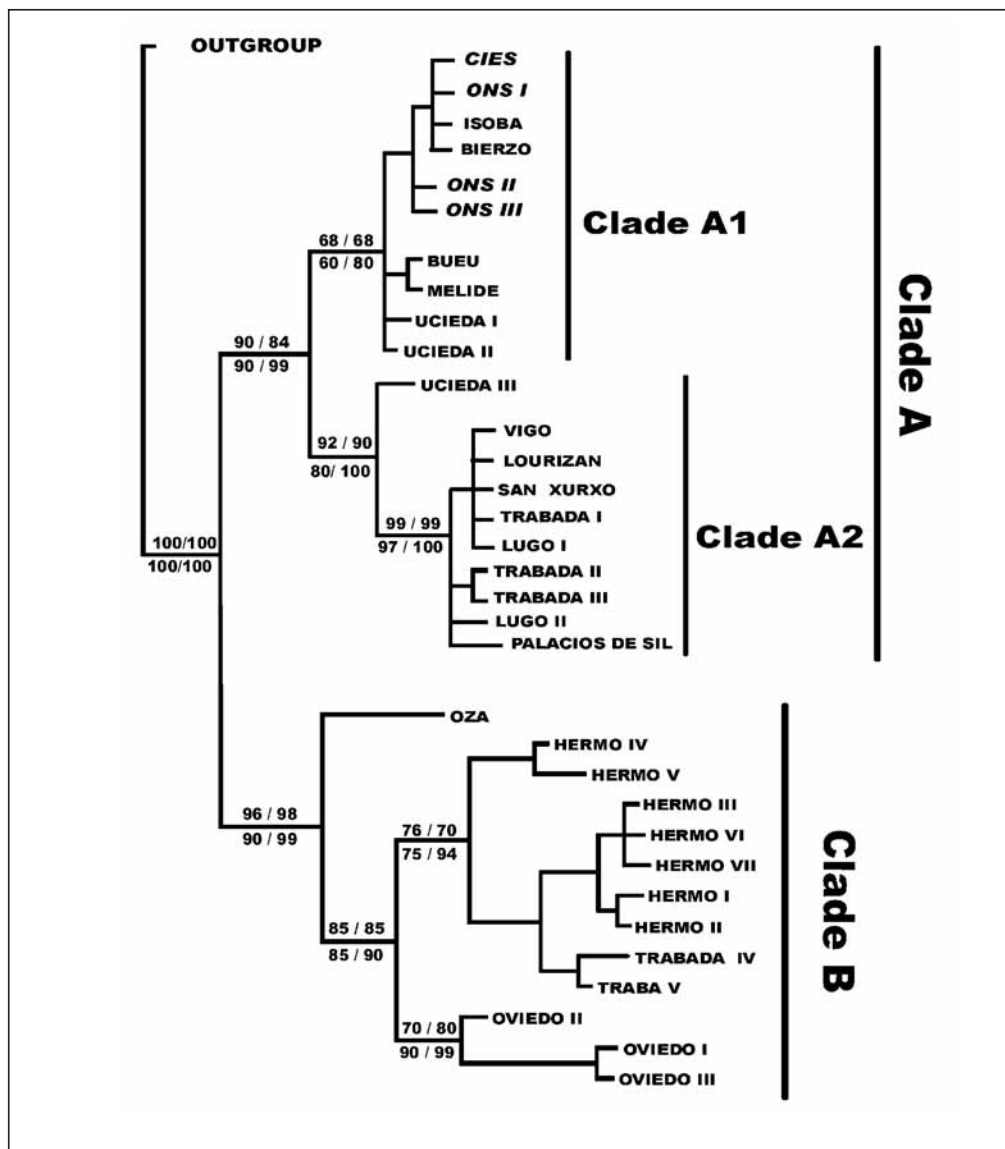 OUTGROUP
CIES
ONS I
ISOBA
BIERZO
ONS II
ONS III
Clade A1
68 / 68
60 / 80
BUEU
MELIDE
UCIEDA I
UCIEDA II
Clade A
90 / 84
90 / 99
UCIEDA III
VIGO
92 / 90
80/ 100
LOURIZAN
SAN XURXO
TRABADA I
99 / 99
97 / 100
Clade A2
LUGO I
100/100
100/100
TRABADA II
TRABADA III
LUGO II
PALACIOS DE SIL
OZA
HERMO IV
HERMO V
HERMO III
96 / 98
90 / 99
76 / 70
75 / 94
HERMO VI
HERMO VII
Clade B
HERMO I
HERMO II
85 / 85
85 / 90
TRABADA IV
TRABA V
OVIEDO II
70 / 80
90 / 99
OVIEDO I
OVIEDO III